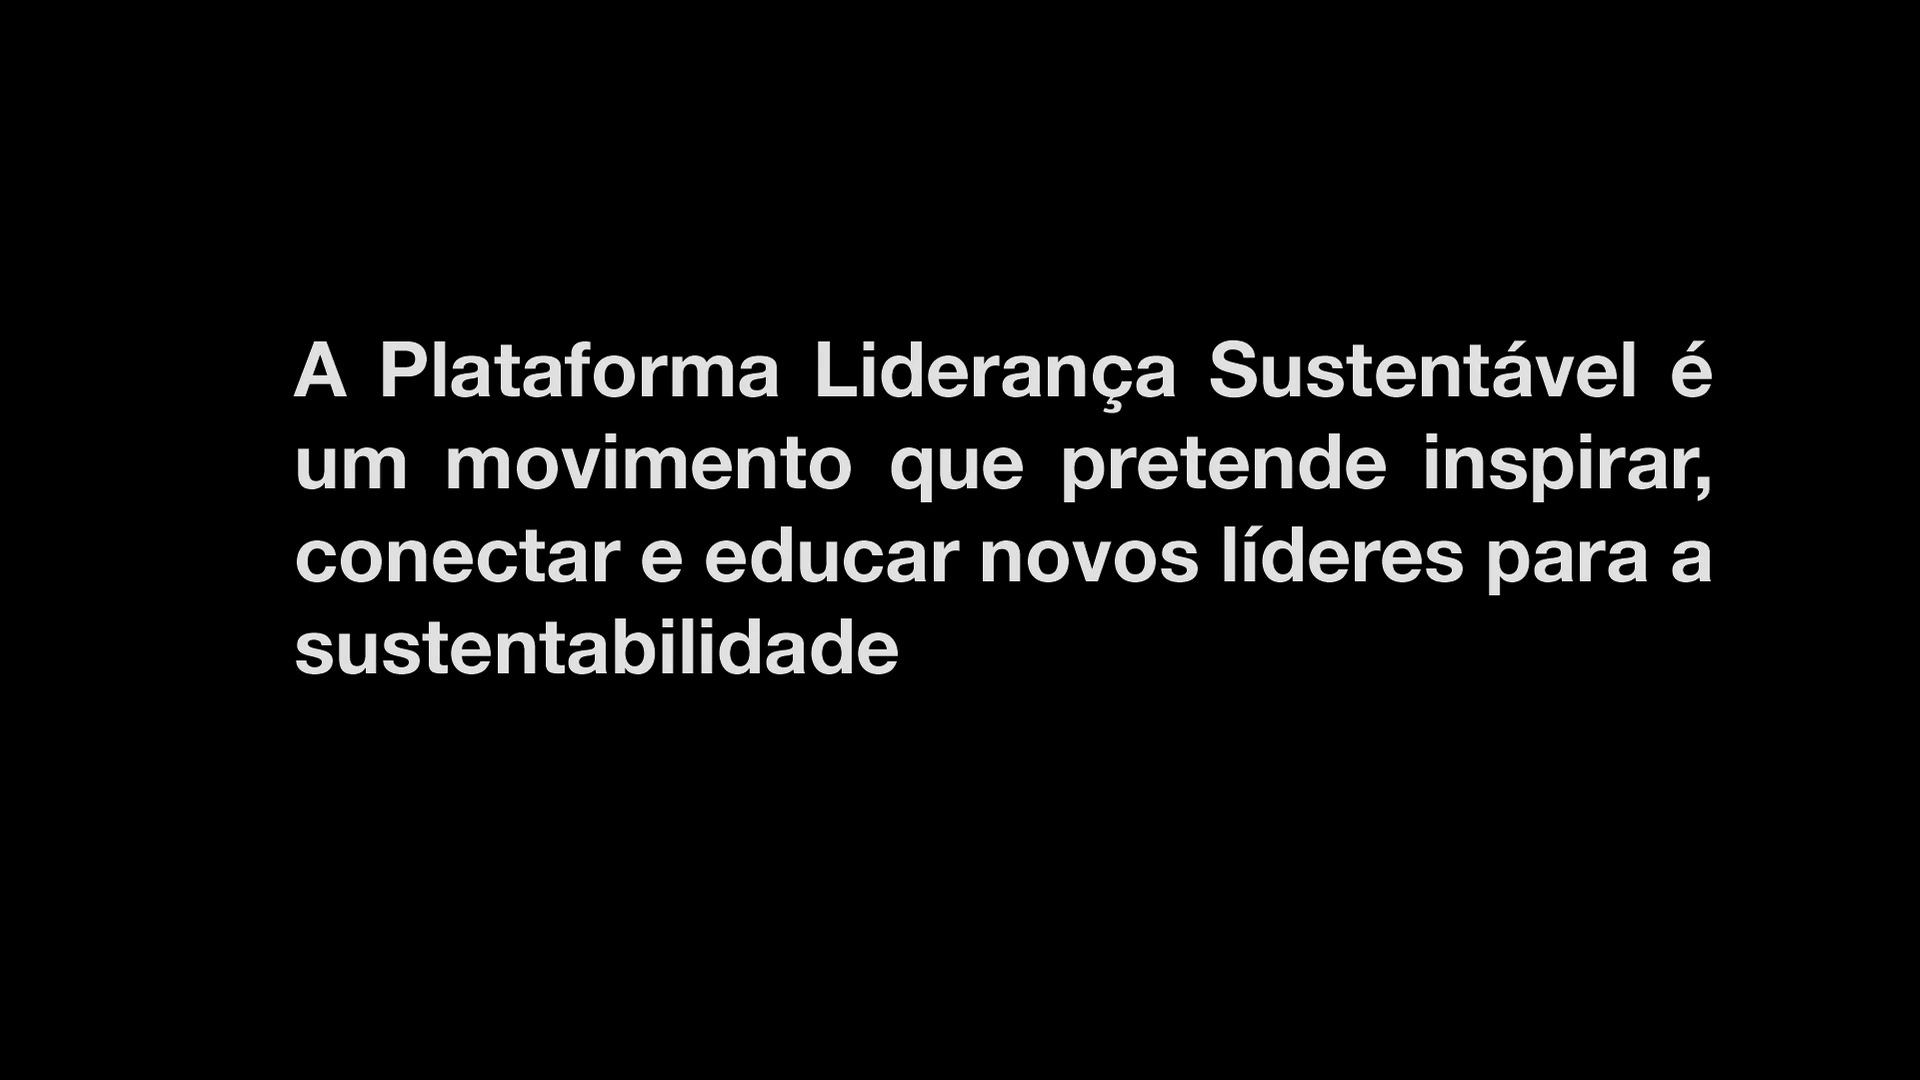 A Plataforma Liderança Sustentável é
um movimento que pretende inspirar,
conectar e educar novos líderes para a
sustentabilidade